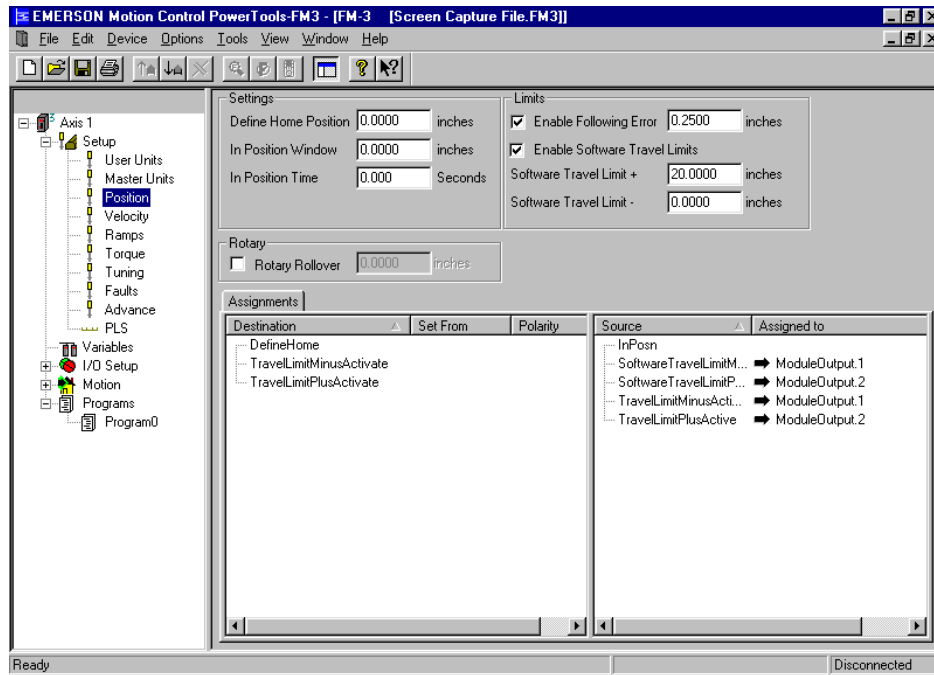 EMERSON Motion Control PowerTools-FM3 - [FM-3 [Screen Capture File.FM3]]
File Edit Device Options Tools View Window Help
Axis 1
Setup
User Units
Master Units
Position
Velocity
Ramps
Torque
Tuning
Faults
Advance
PLS
Variables
I/O Setup
Motion
Programs
Program0
Settings
Define Home Position 0.0000 inches
In Position Window 0.0000 inches
In Position Time 0.000 Seconds
Limits
Enable Following Error 0.2500 inches
Enable Software Travel Limits
Software Travel Limit + 20.0000 inches
Software Travel Limit - 0.0000 inches
Rotary
Rotary Rollover 0.0000 inches
Assignments
Destination Set From Polarity
DefineHome
TravelLimitMinusActivate
TravelLimitPlusActivate
Source Assigned to
InPosn
SoftwareTravelLimitM... ModuleOutput.1
SoftwareTravelLimitP... ModuleOutput.2
TravelLimitMinusActi... ModuleOutput.1
TravelLimitPlusActive ModuleOutput.2
Ready Disconnected